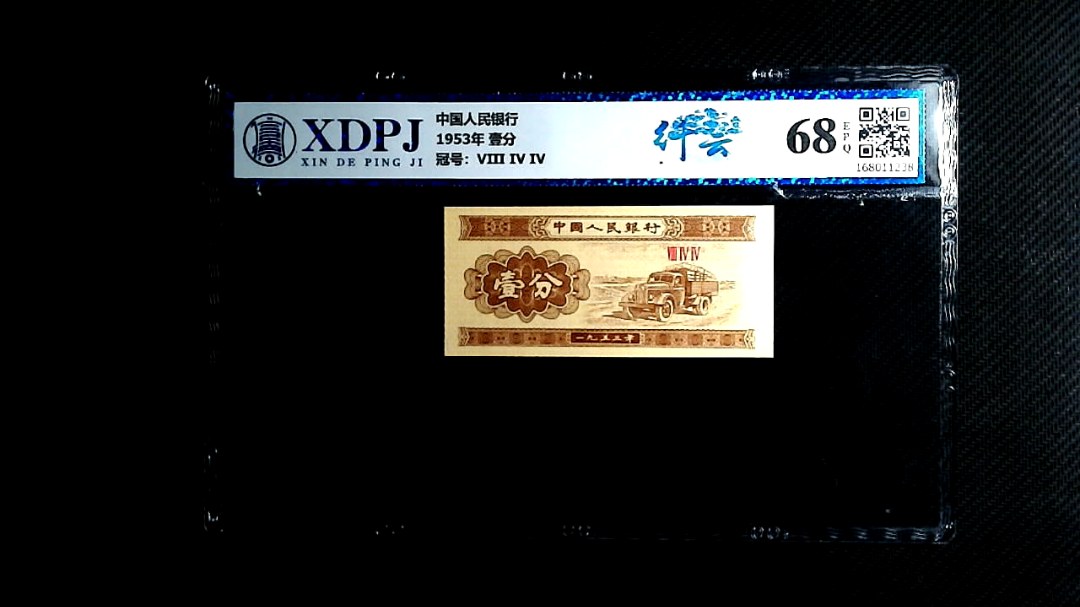 XDPJ
XIN DE PING JI
中国人民银行
1953年 壹分
冠号：VIII IV IV
68
EPQ
168011238
中國人民銀行
VIII IV IV
壹分
一九五三年